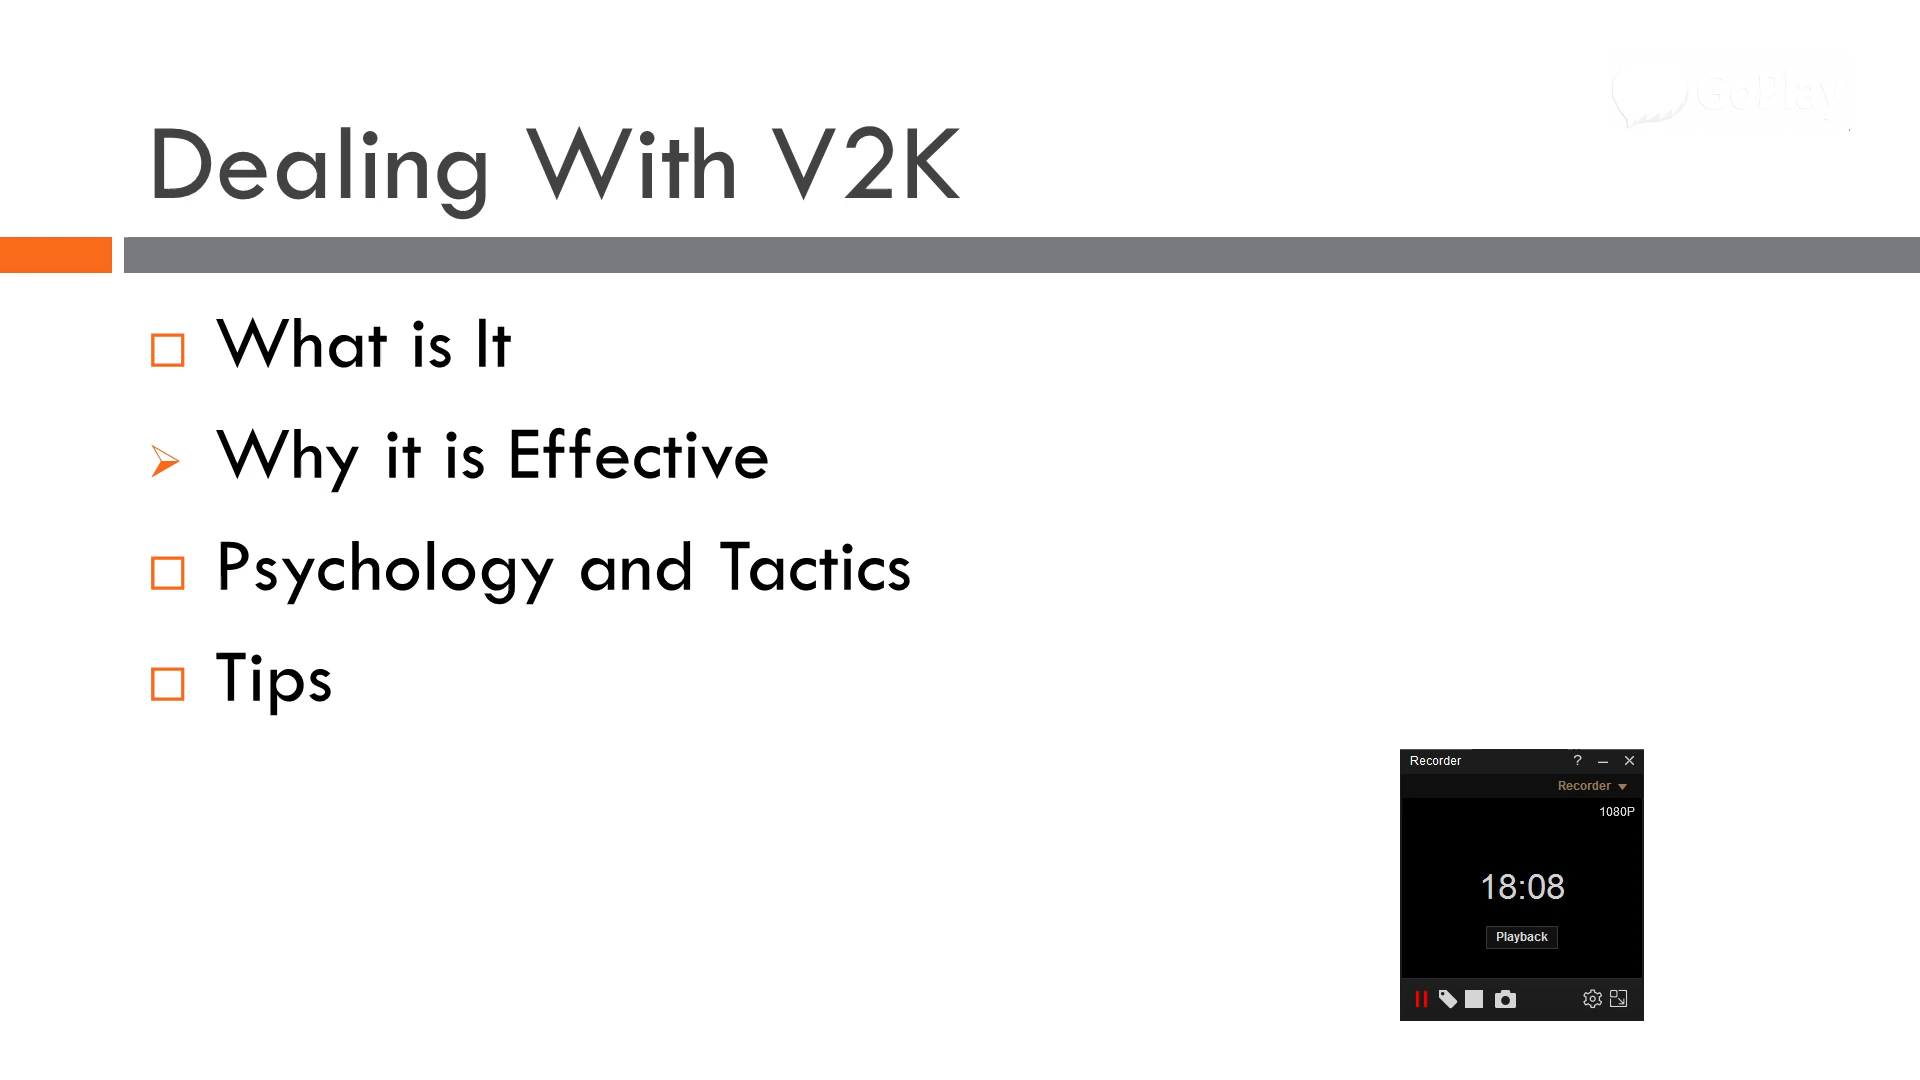 GoPlay
Dealing With V2K
What is It
Why it is Effective
Psychology and Tactics
Tips
Recorder ?
Recorder
1080P
18:08
Playback